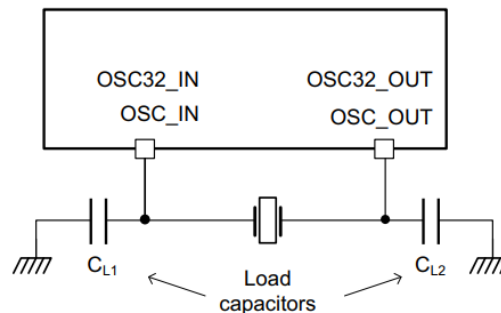 OSC32_IN
OSC_IN
OSC32_OUT
OSC_OUT
CL1
Load
capacitors
CL2